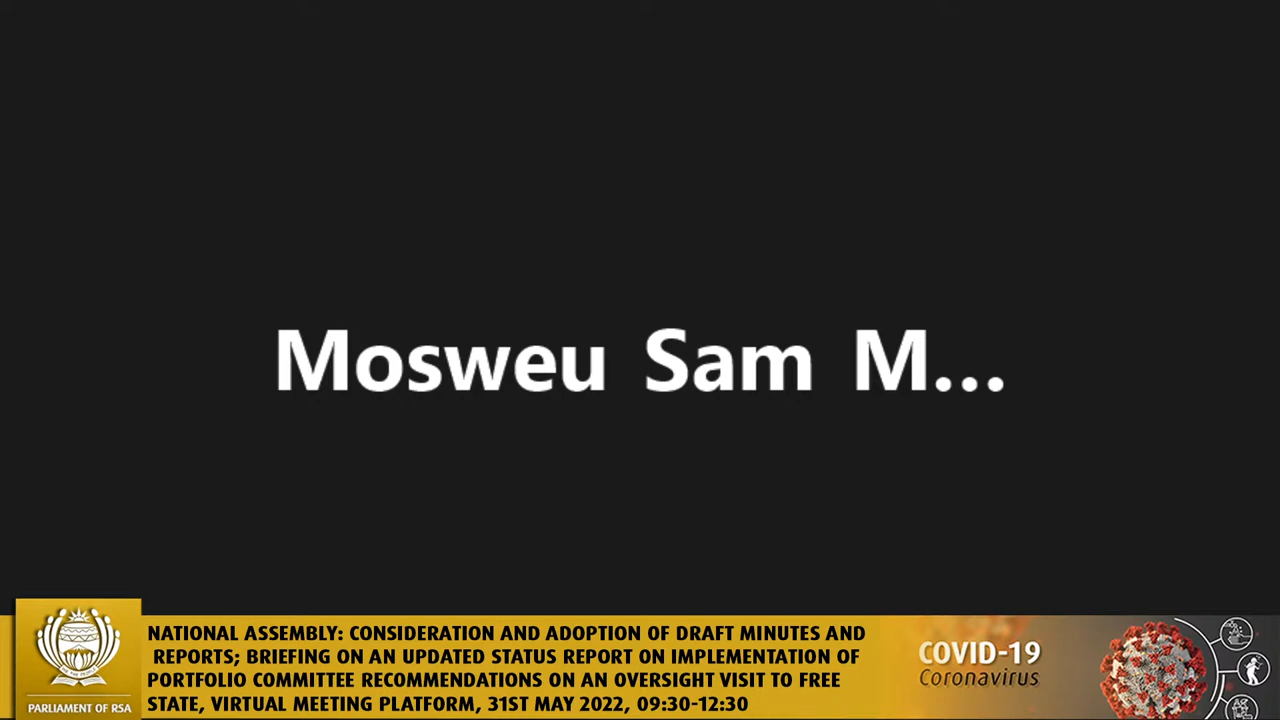 Mosweu Sam M...
NATIONAL ASSEMBLY: CONSIDERATION AND ADOPTION OF DRAFT MINUTES AND
REPORTS; BRIEFING ON AN UPDATED STATUS REPORT ON IMPLEMENTATION OF
PORTFOLIO COMMITTEE RECOMMENDATIONS ON AN OVERSIGHT VISIT TO FREE
STATE, VIRTUAL MEETING PLATFORM, 31ST MAY 2022, 09:30-12:30
PARLIAMENT OF RSA
COVID-19
Coronavirus